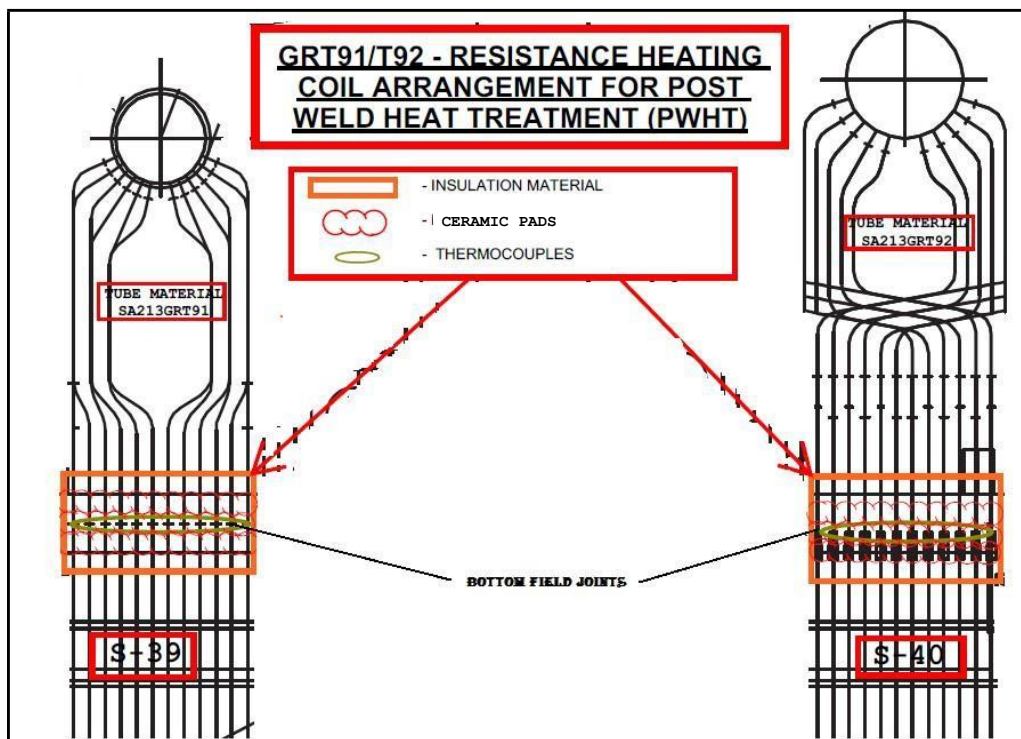 GRT91/T92 - RESISTANCE HEATING
COIL ARRANGEMENT FOR POST
WELD HEAT TREATMENT (PWHT)
- INSULATION MATERIAL
- CERAMIC PADS
- THERMOCOUPLES
TUBE MATERIAL
SA213GRT91
TUBE MATERIAL
SA213GRT92
BOTTOM FIELD JOINTS
S-39
S-40